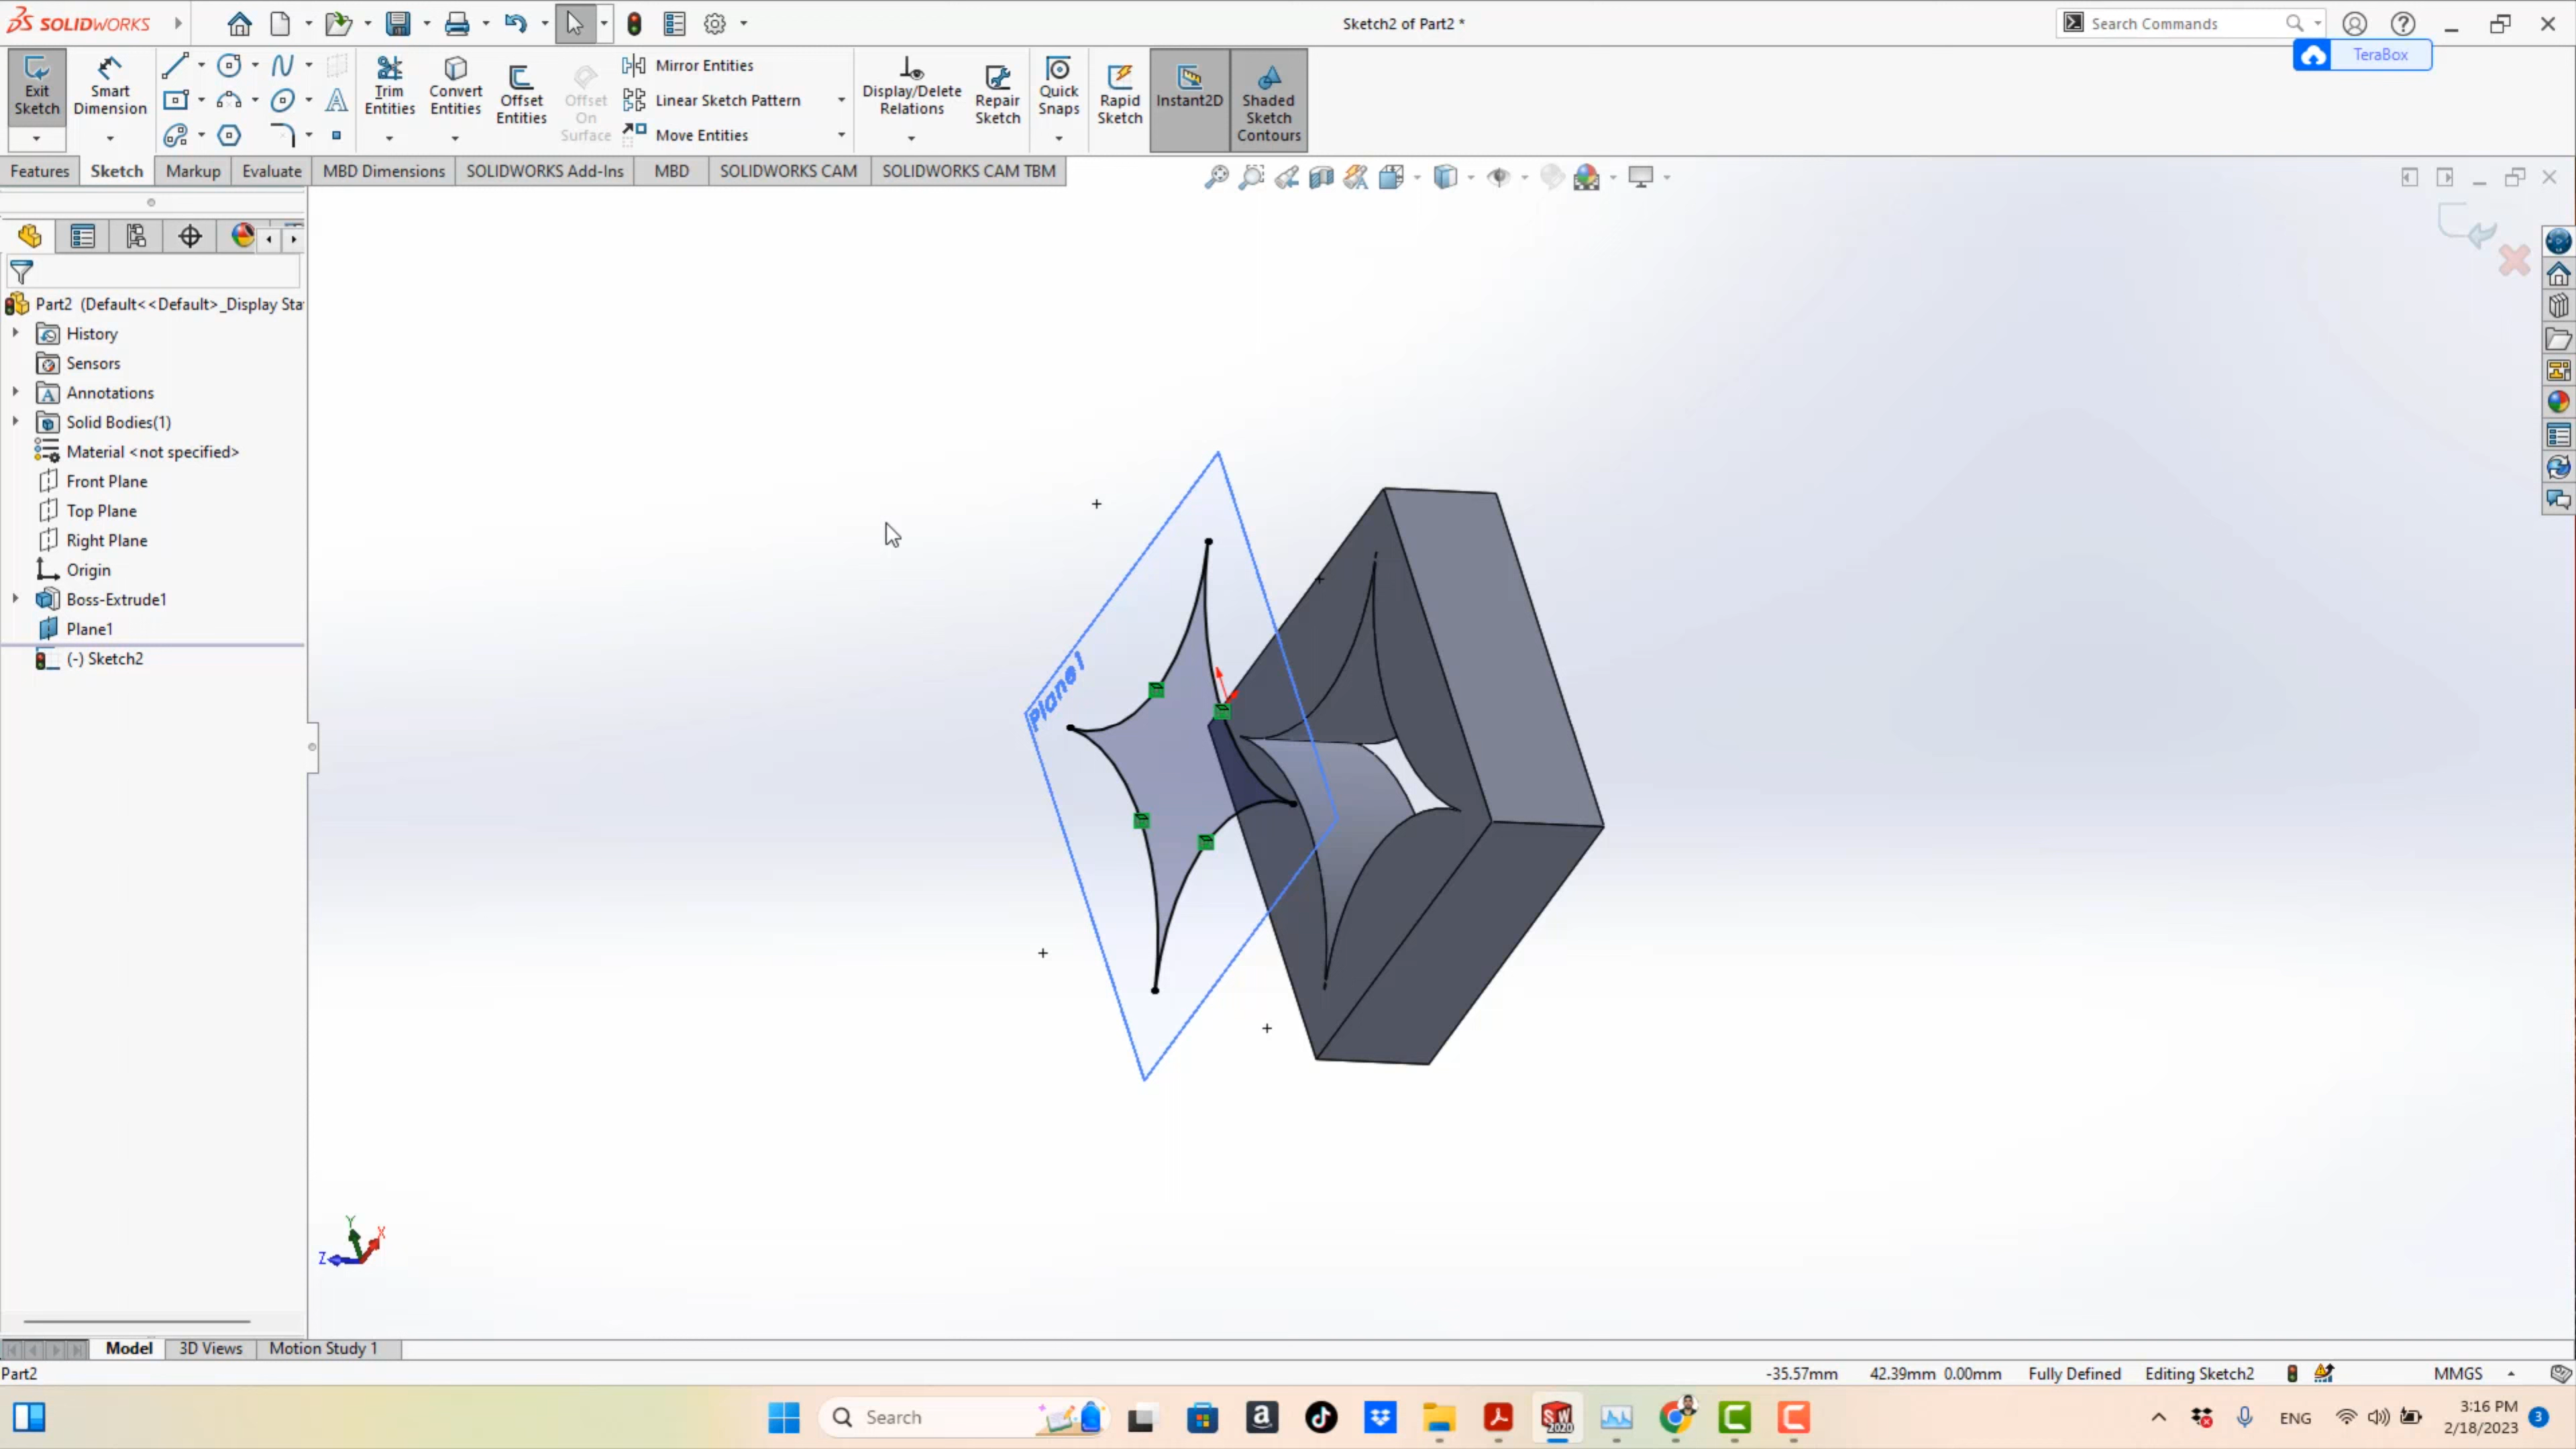 SOLIDWORKS
Sketch2 of Part2 *
Search Commands
TeraBox
Exit Sketch
Smart Dimension
Trim Entities
Convert Entities
Offset Entities
Offset On Surface
Mirror Entities
Linear Sketch Pattern
Move Entities
Display/Delete Relations
Repair Sketch
Quick Snaps
Rapid Sketch
Instant2D
Shaded Sketch Contours
Features Sketch Markup Evaluate MBD Dimensions SOLIDWORKS Add-Ins MBD SOLIDWORKS CAM SOLIDWORKS CAM TBM
Part2 (Default<<Default>_Display Sta
History
Sensors
Annotations
Solid Bodies(1)
Material <not specified>
Front Plane
Top Plane
Right Plane
Origin
Boss-Extrude1
Plane1
(-) Sketch2
Plane1
Y
X
Z
Model 3D Views Motion Study 1
Part2
-35.57mm 42.39mm 0.00mm Fully Defined Editing Sketch2 MMGS
Search
SW 2020
ENG
3:16 PM
2/18/2023
3